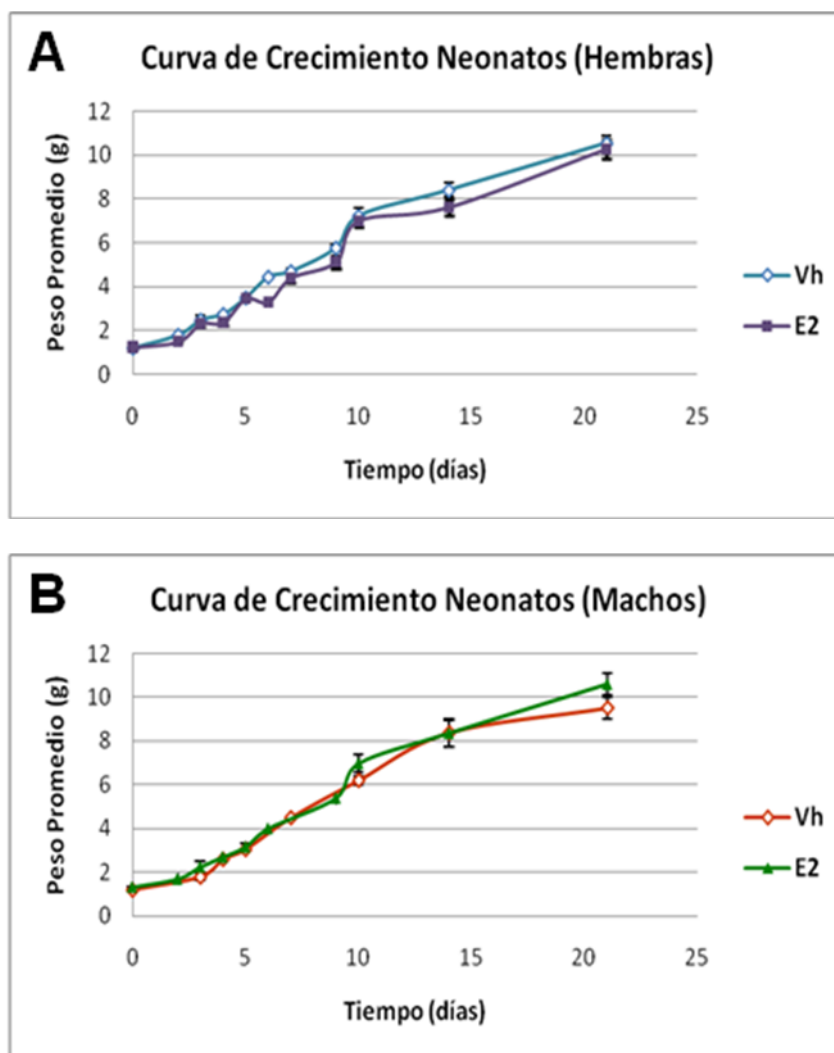 A
Curva de Crecimiento Neonatos (Hembras)
Peso Promedio (g)
12
10
8
6
4
2
0
0 5 10 15 20 25
Tiempo (días)
Vh
E2
B
Curva de Crecimiento Neonatos (Machos)
Peso Promedio (g)
12
10
8
6
4
2
0
0 5 10 15 20 25
Tiempo (días)
Vh
E2